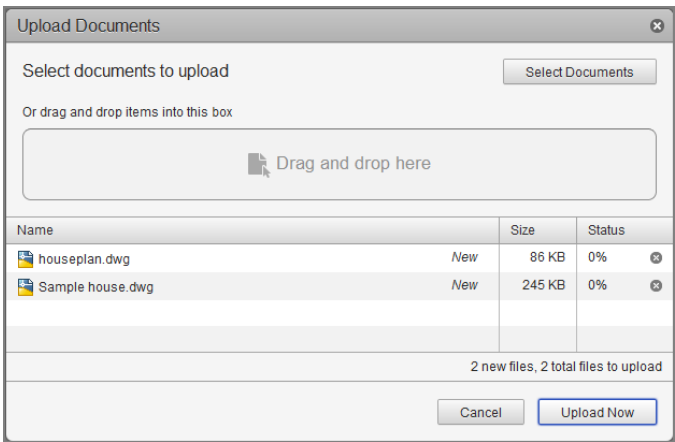 Upload Documents
Select documents to upload
Select Documents
Or drag and drop items into this box
Drag and drop here
Name Size Status
houseplan.dwg New 86 KB 0%
Sample house.dwg New 245 KB 0%
2 new files, 2 total files to upload
Cancel Upload Now